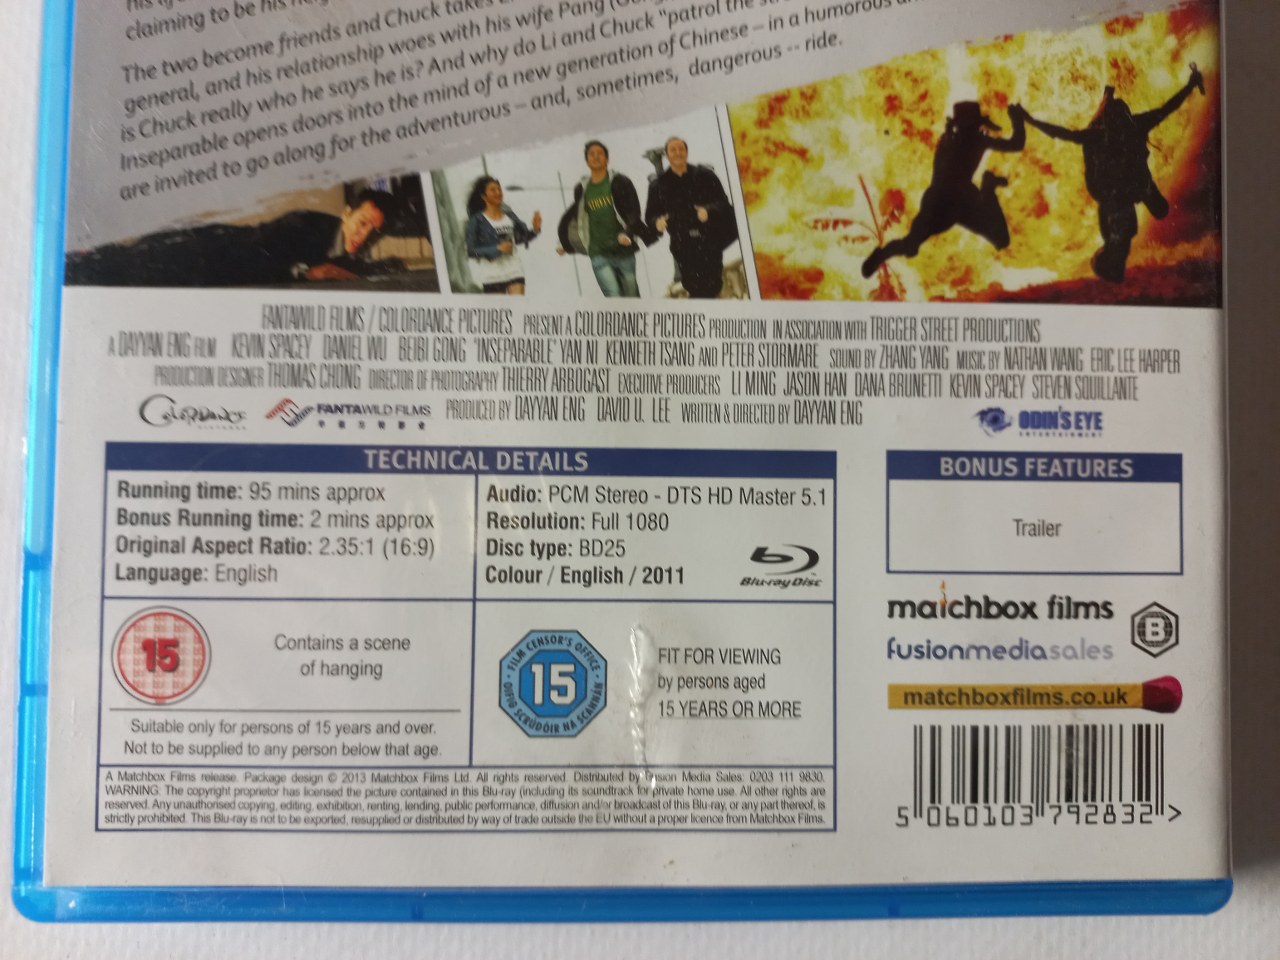 claiming to be his
The two become friends and Chuck takes
general, and his relationship woes with his wife Pang
is Chuck really who he says he is? And why do Li and Chuck "patrol the
Inseparable opens doors into the mind of a new generation of Chinese – in a humorous
are invited to go along for the adventurous – and, sometimes, dangerous -- ride.
FANTAWILD FILMS / COLORDANCE PICTURES PRESENT A COLORDANCE PICTURES PRODUCTION IN ASSOCIATION WITH TRIGGER STREET PRODUCTIONS
A DAYYAN ENG FILM KEVIN SPACEY DANIEL WU BEIBI GONG 'INSEPARABLE' YAN NI KENNETH TSANG AND PETER STORMARE SOUND BY ZHANG YANG MUSIC BY NATHAN WANG ERIC LEE HARPER
PRODUCTION DESIGNER THOMAS CHONG DIRECTOR OF PHOTOGRAPHY THIERRY ARBOGAST EXECUTIVE PRODUCERS LI MING JASON HAN DANA BRUNETTI KEVIN SPACEY STEVEN SQUILLANTE
COLORDANCE PICTURES FANTAWILD FILMS PRODUCED BY DAYYAN ENG DAVID U. LEE WRITTEN & DIRECTED BY DAYYAN ENG ODIN'S EYE ENTERTAINMENT
TECHNICAL DETAILS
Running time: 95 mins approx
Bonus Running time: 2 mins approx
Original Aspect Ratio: 2.35:1 (16:9)
Language: English
Audio: PCM Stereo - DTS HD Master 5.1
Resolution: Full 1080
Disc type: BD25
Colour / English / 2011
Blu-ray Disc
BONUS FEATURES
Trailer
15
Contains a scene
of hanging
Suitable only for persons of 15 years and over.
Not to be supplied to any person below that age.
FILM CENSOR'S OFFICE
15
OIFIG SCRÚDÓIR NA SCANNÁN
FIT FOR VIEWING
by persons aged
15 YEARS OR MORE
matchbox films
B
fusionmediasales
matchboxfilms.co.uk
A Matchbox Films release. Package design © 2013 Matchbox Films Ltd. All rights reserved. Distributed by Fusion Media Sales: 0203 111 9830.
WARNING: The copyright proprietor has licensed the picture contained in this Blu-ray (including its soundtrack for private home use. All other rights are
reserved. Any unauthorised copying, editing, exhibition, renting, lending, public performance, diffusion and/or broadcast of this Blu-ray, or any part thereof, is
strictly prohibited. This Blu-ray is not to be exported, resupplied or distributed by way of trade outside the EU without a proper licence from Matchbox Films.
5 060103 792832 >